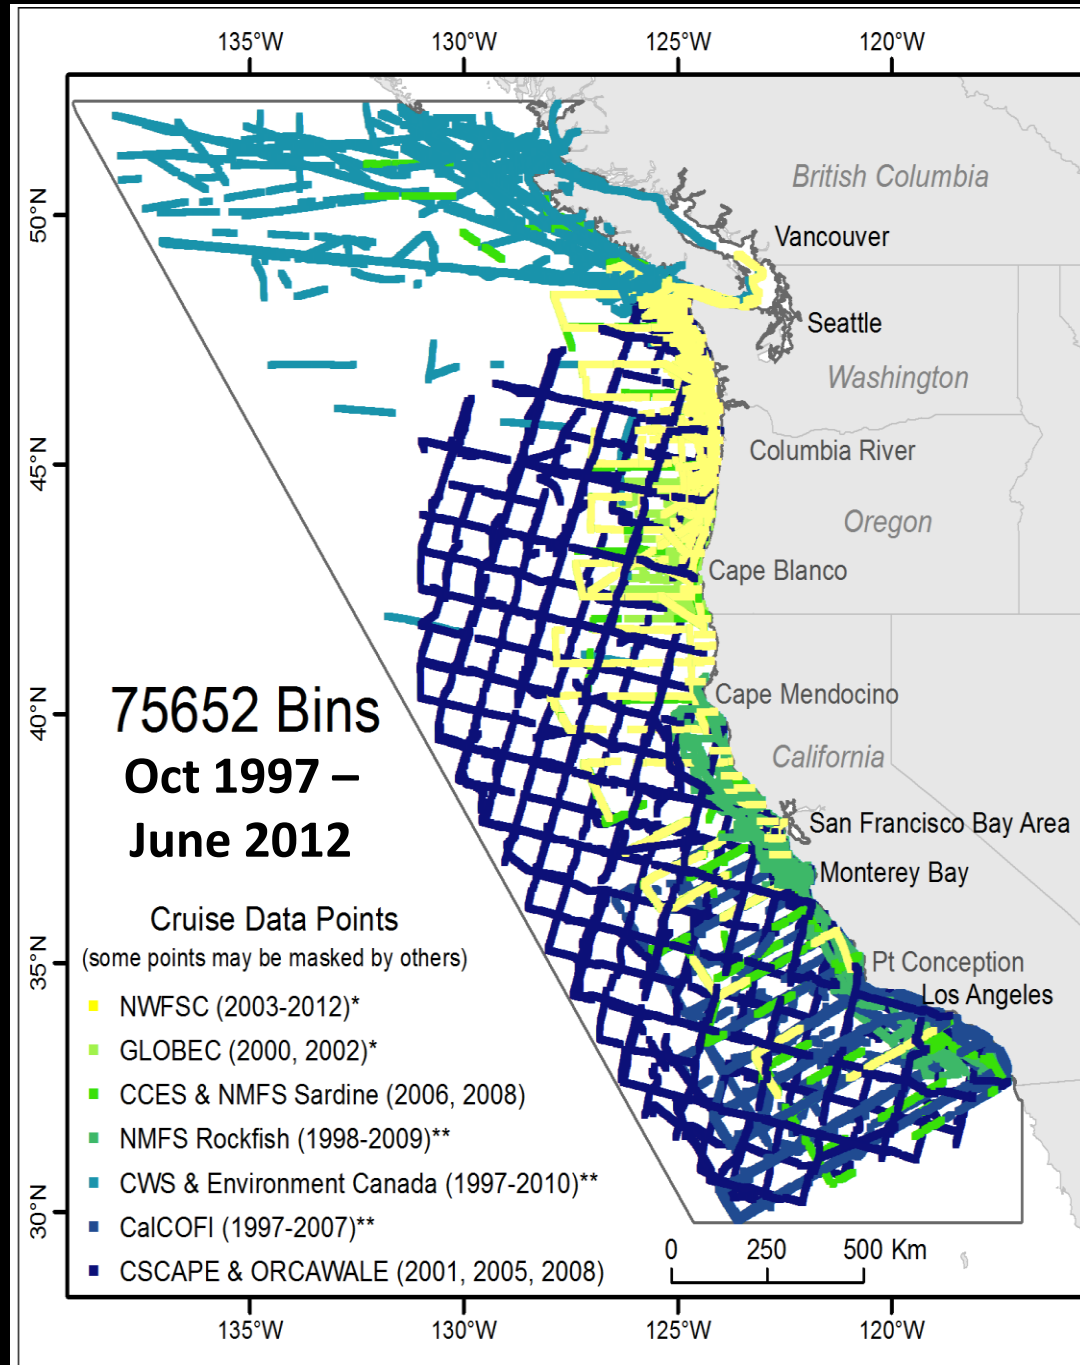 135°W 130°W 125°W 120°W
British Columbia
50°N
Vancouver
Seattle
Washington
45°N
Columbia River
Oregon
Cape Blanco
40°N
Cape Mendocino
75652 Bins
California
Oct 1997 –
June 2012
San Francisco Bay Area
Monterey Bay
Cruise Data Points
(some points may be masked by others)
35°N
Pt Conception
Los Angeles
NWFSC (2003-2012)*
GLOBEC (2000, 2002)*
CCES & NMFS Sardine (2006, 2008)
NMFS Rockfish (1998-2009)**
CWS & Environment Canada (1997-2010)**
30°N
CalCOFI (1997-2007)**
0 250 500 Km
CSCAPE & ORCAWALE (2001, 2005, 2008)
135°W 130°W 125°W 120°W